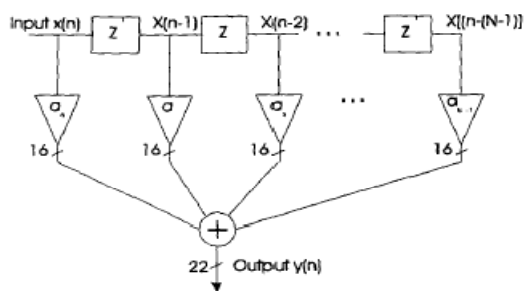 Input x(n) Z X(n-1) Z X(n-2) ... Z X[(n-(N-1)]
a a a ... a
16 16 16 16
+
22 Output y(n)